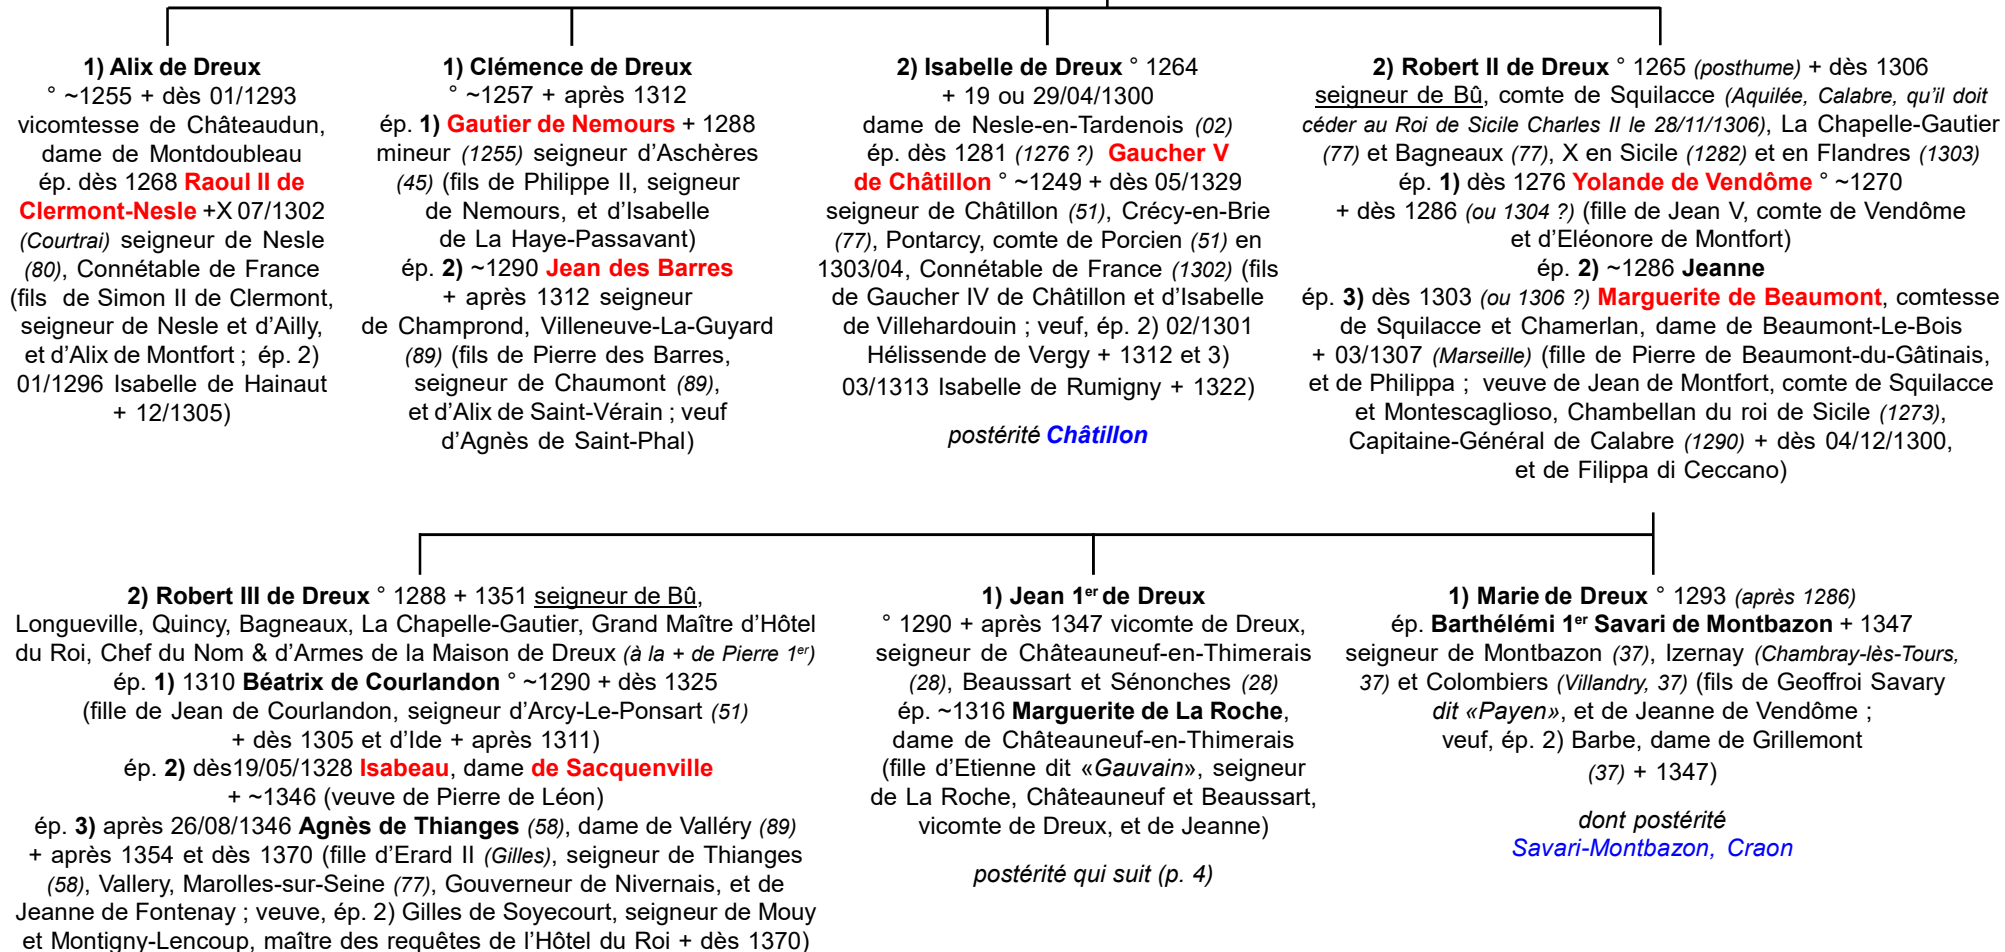 1) Alix de Dreux
° ~1255 + dès 01/1293
vicomtesse de Châteaudun,
dame de Montdoubleau
ép. dès 1268 Raoul II de
Clermont-Nesle +X 07/1302
(Courtrai) seigneur de Nesle
(80), Connétable de France
(fils de Simon II de Clermont,
seigneur de Nesle et d'Ailly,
et d'Alix de Montfort ; ép. 2)
01/1296 Isabelle de Hainaut
+ 12/1305)
1) Clémence de Dreux
° ~1257 + après 1312
ép. 1) Gautier de Nemours + 1288
mineur (1255) seigneur d'Aschères
(45) (fils de Philippe II, seigneur
de Nemours, et d'Isabelle
de La Haye-Passavant)
ép. 2) ~1290 Jean des Barres
+ après 1312 seigneur
de Champrond, Villeneuve-La-Guyard
(89) (fils de Pierre des Barres,
seigneur de Chaumont (89),
et d'Alix de Saint-Vérain ; veuf
d'Agnès de Saint-Phal)
2) Isabelle de Dreux ° 1264
+ 19 ou 29/04/1300
dame de Nesle-en-Tardenois (02)
ép. dès 1281 (1276 ?) Gaucher V
de Châtillon ° ~1249 + dès 05/1329
seigneur de Châtillon (51), Crécy-en-Brie
(77), Pontarcy, comte de Porcien (51) en
1303/04, Connétable de France (1302) (fils
de Gaucher IV de Châtillon et d'Isabelle
de Villehardouin ; veuf, ép. 2) 02/1301
Hélissende de Vergy + 1312 et 3)
03/1313 Isabelle de Rumigny + 1322)
postérité Châtillon
2) Robert II de Dreux ° 1265 (posthume) + dès 1306
seigneur de Bû, comte de Squilacce (Aquilée, Calabre, qu'il doit
céder au Roi de Sicile Charles II le 28/11/1306), La Chapelle-Gautier
(77) et Bagneaux (77), X en Sicile (1282) et en Flandres (1303)
ép. 1) dès 1276 Yolande de Vendôme ° ~1270
+ dès 1286 (ou 1304 ?) (fille de Jean V, comte de Vendôme
et d'Eléonore de Montfort)
ép. 2) ~1286 Jeanne
ép. 3) dès 1303 (ou 1306 ?) Marguerite de Beaumont, comtesse
de Squilacce et Chamerlan, dame de Beaumont-Le-Bois
+ 03/1307 (Marseille) (fille de Pierre de Beaumont-du-Gâtinais,
et de Philippa ; veuve de Jean de Montfort, comte de Squilacce
et Montescaglioso, Chambellan du roi de Sicile (1273),
Capitaine-Général de Calabre (1290) + dès 04/12/1300,
et de Filippa di Ceccano)
2) Robert III de Dreux ° 1288 + 1351 seigneur de Bû,
Longueville, Quincy, Bagneaux, La Chapelle-Gautier, Grand Maître d'Hôtel
du Roi, Chef du Nom & d'Armes de la Maison de Dreux (à la + de Pierre 1er)
ép. 1) 1310 Béatrix de Courlandon ° ~1290 + dès 1325
(fille de Jean de Courlandon, seigneur d'Arcy-Le-Ponsart (51)
+ dès 1305 et d'Ide + après 1311)
ép. 2) dès19/05/1328 Isabeau, dame de Sacquenville
+ ~1346 (veuve de Pierre de Léon)
ép. 3) après 26/08/1346 Agnès de Thianges (58), dame de Valléry (89)
+ après 1354 et dès 1370 (fille d'Erard II (Gilles), seigneur de Thianges
(58), Vallery, Marolles-sur-Seine (77), Gouverneur de Nivernais, et de
Jeanne de Fontenay ; veuve, ép. 2) Gilles de Soyecourt, seigneur de Mouy
et Montigny-Lencoup, maître des requêtes de l'Hôtel du Roi + dès 1370)
1) Jean 1er de Dreux
° 1290 + après 1347 vicomte de Dreux,
seigneur de Châteauneuf-en-Thimerais
(28), Beaussart et Sénonches (28)
ép. ~1316 Marguerite de La Roche,
dame de Châteauneuf-en-Thimerais
(fille d'Etienne dit «Gauvain», seigneur
de La Roche, Châteauneuf et Beaussart,
vicomte de Dreux, et de Jeanne)
postérité qui suit (p. 4)
1) Marie de Dreux ° 1293 (après 1286)
ép. Barthélémi 1er Savari de Montbazon + 1347
seigneur de Montbazon (37), Izernay (Chambray-lès-Tours,
37) et Colombiers (Villandry, 37) (fils de Geoffroi Savary
dit «Payen», et de Jeanne de Vendôme ;
veuf, ép. 2) Barbe, dame de Grillemont
(37) + 1347)
dont postérité
Savari-Montbazon, Craon